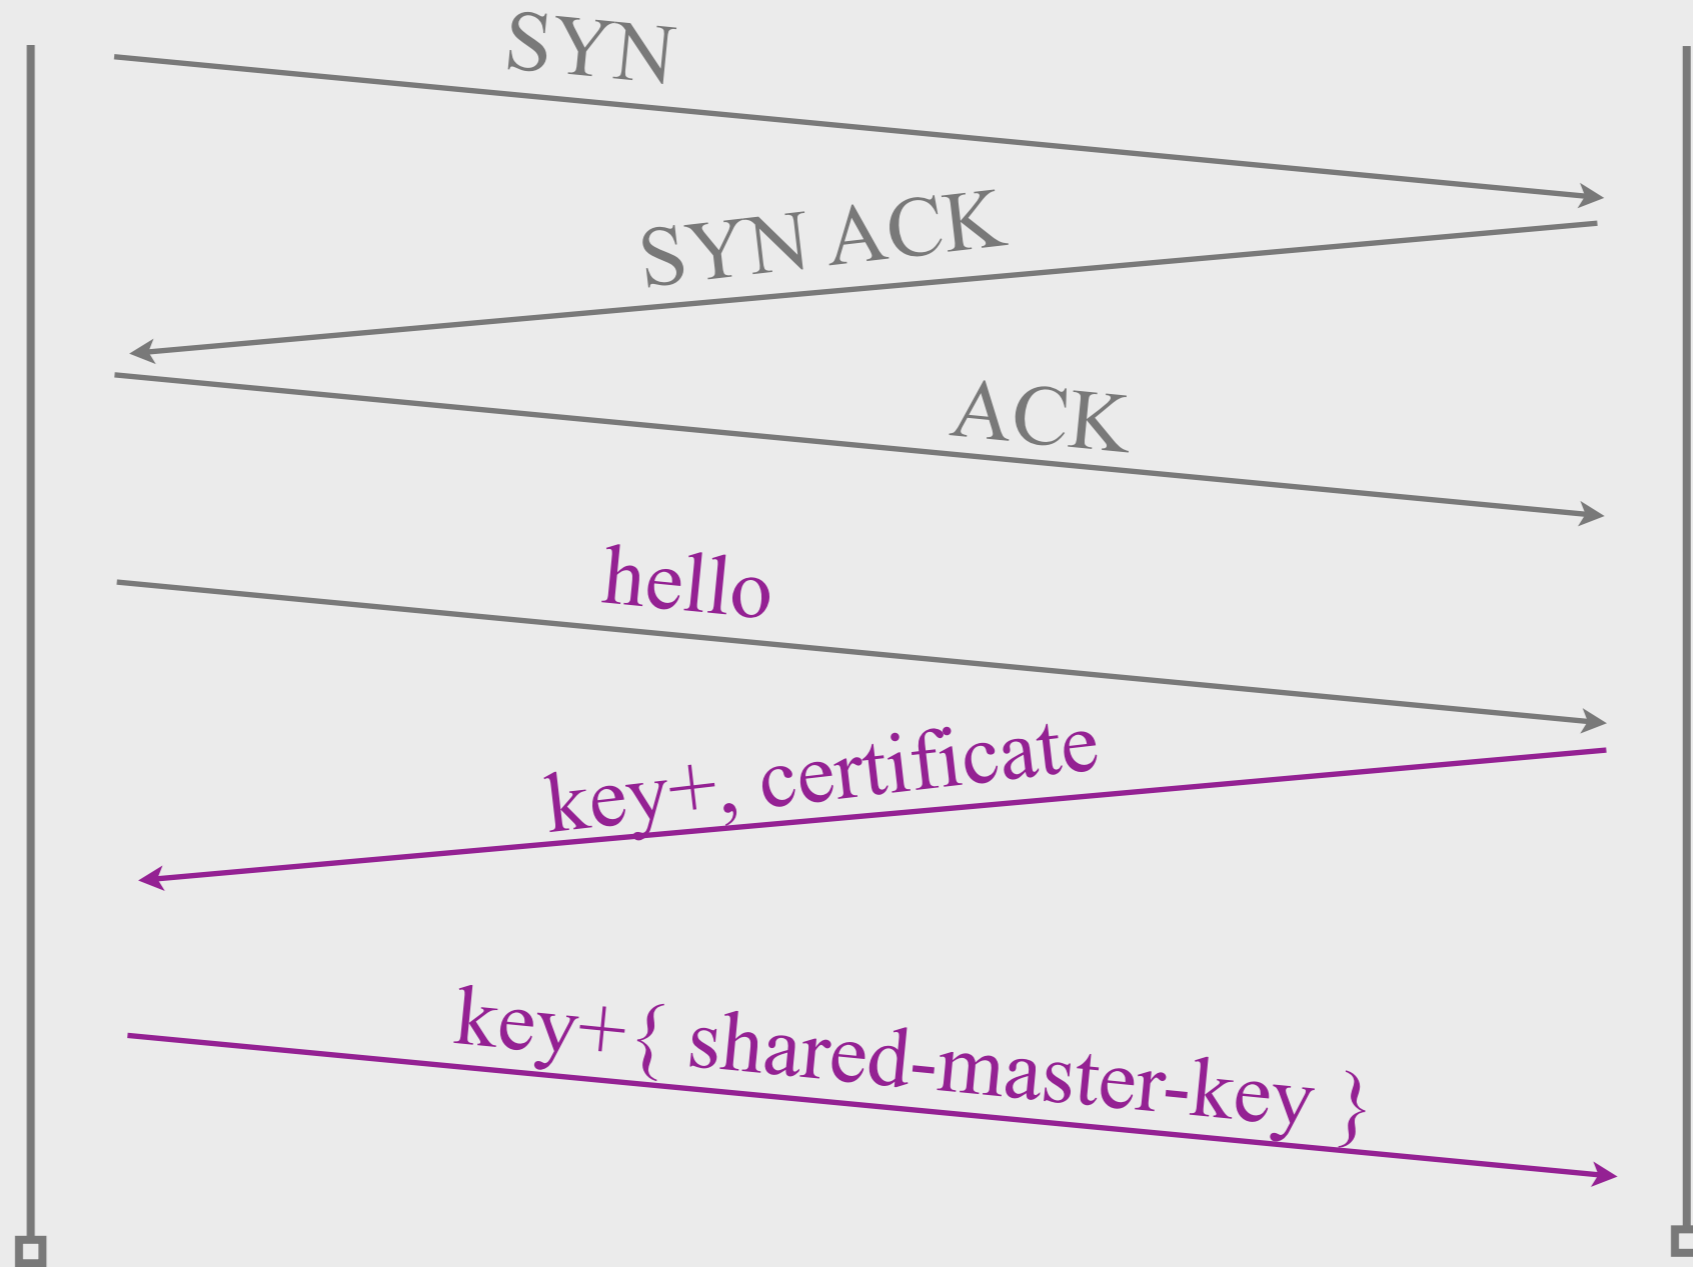 SYN
SYN ACK
ACK
hello
key+, certificate
key+{ shared-master-key }